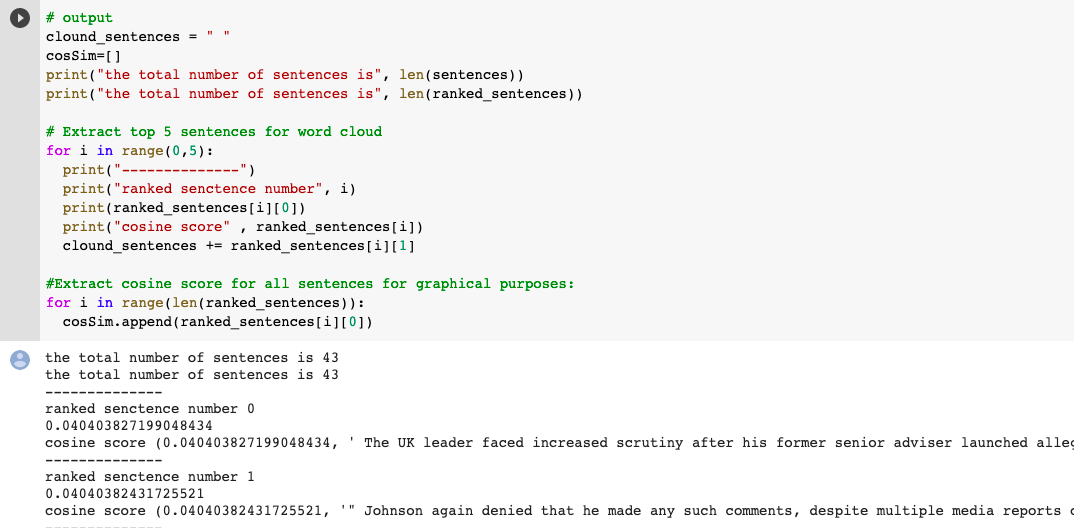 # output
clound_sentences = " "
cosSim=[]
print("the total number of sentences is", len(sentences))
print("the total number of sentences is", len(ranked_sentences))
# Extract top 5 sentences for word cloud
for i in range(0,5):
  print("--------------")
  print("ranked senctence number", i)
  print(ranked_sentences[i][0])
  print("cosine score" , ranked_sentences[i])
  clound_sentences += ranked_sentences[i][1]
#Extract cosine score for all sentences for graphical purposes:
for i in range(len(ranked_sentences)):
  cosSim.append(ranked_sentences[i][0])
the total number of sentences is 43
the total number of sentences is 43
--------------
ranked senctence number 0
0.040403827199048434
cosine score (0.040403827199048434, ' The UK leader faced increased scrutiny after his former senior adviser launched
--------------
ranked senctence number 1
0.04040382431725521
cosine score (0.04040382431725521, '" Johnson again denied that he made any such comments, despite multiple media reports
--------------